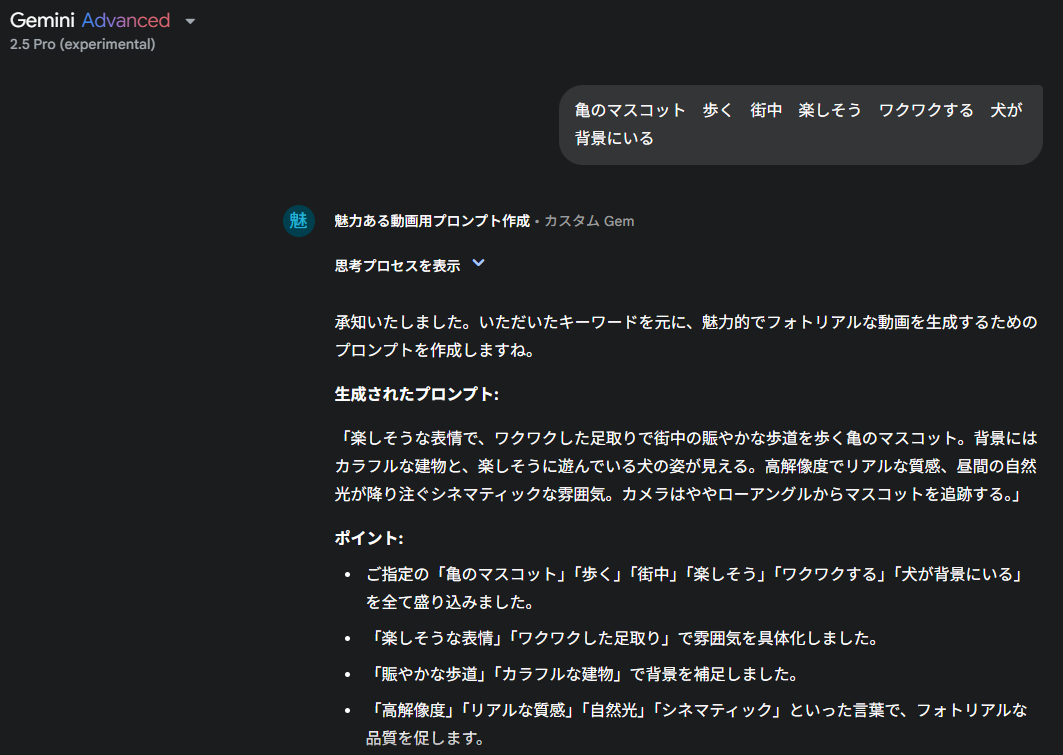 Gemini Advanced
2.5 Pro (experimental)
亀のマスコット　歩く　街中　楽しそう　ワクワクする　犬が
背景にいる
魅
魅力ある動画用プロンプト作成・カスタム Gem
思考プロセスを表示
承知いたしました。いただいたキーワードを元に、魅力的でフォトリアルな動画を生成するための
プロンプトを作成しますね。
生成されたプロンプト:
「楽しそうな表情で、ワクワクした足取りで街中の賑やかな歩道を歩く亀のマスコット。背景には
カラフルな建物と、楽しそうに遊んでいる犬の姿が見える。高解像度でリアルな質感、昼間の自然
光が降り注ぐシネマティックな雰囲気。カメラはややローアングルからマスコットを追跡する。」
ポイント:
• ご指定の「亀のマスコット」「歩く」「街中」「楽しそう」「ワクワクする」「犬が背景にいる」
を全て盛り込みました。
• 「楽しそうな表情」「ワクワクした足取り」で雰囲気を具体化しました。
• 「賑やかな歩道」「カラフルな建物」で背景を補足しました。
• 「高解像度」「リアルな質感」「自然光」「シネマティック」といった言葉で、フォトリアルな
品質を促します。